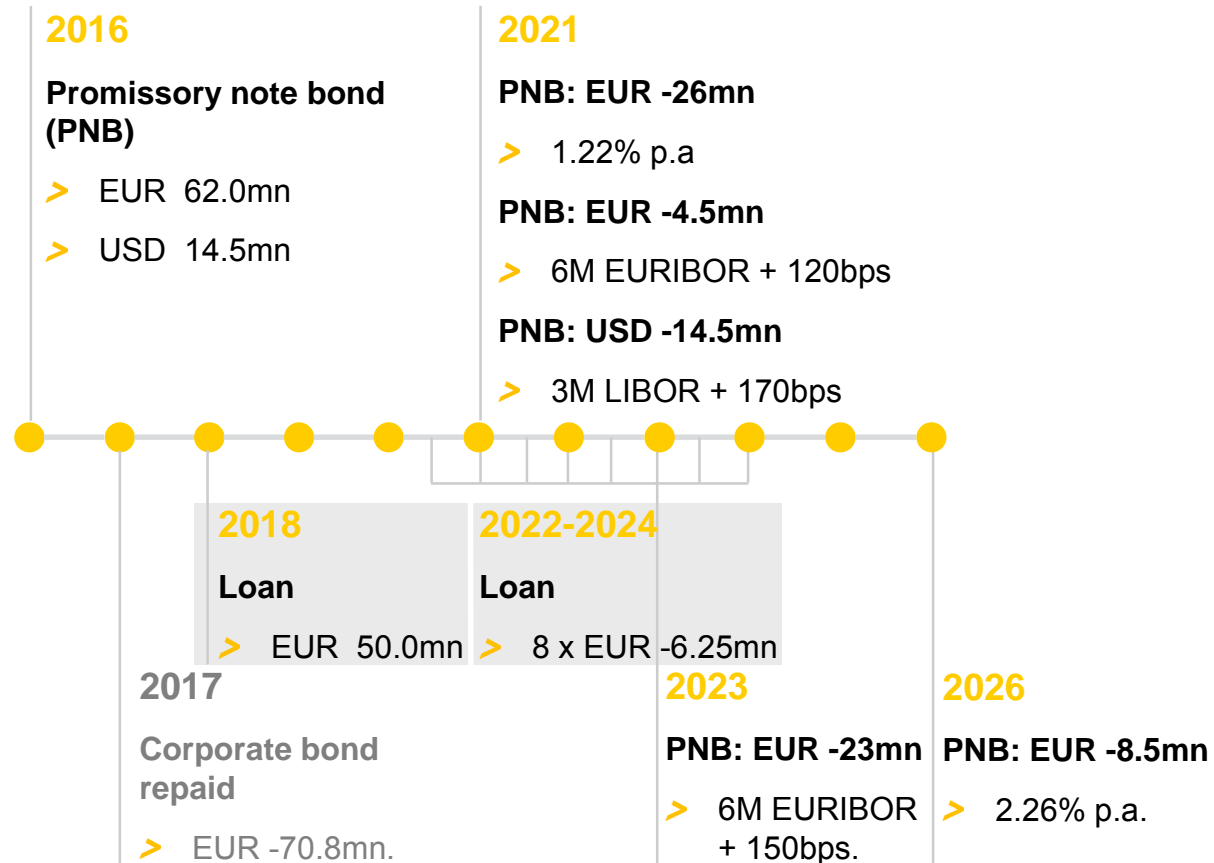 2016
Promissory note bond
(PNB)
> EUR 62.0mn
> USD 14.5mn
2021
PNB: EUR -26mn
> 1.22% p.a
PNB: EUR -4.5mn
> 6M EURIBOR + 120bps
PNB: USD -14.5mn
> 3M LIBOR + 170bps
2018
Loan
> EUR 50.0mn
2022-2024
Loan
> 8 x EUR -6.25mn
2017
Corporate bond
repaid
> EUR -70.8mn.
2023
PNB: EUR -23mn
> 6M EURIBOR
+ 150bps.
2026
PNB: EUR -8.5mn
> 2.26% p.a.